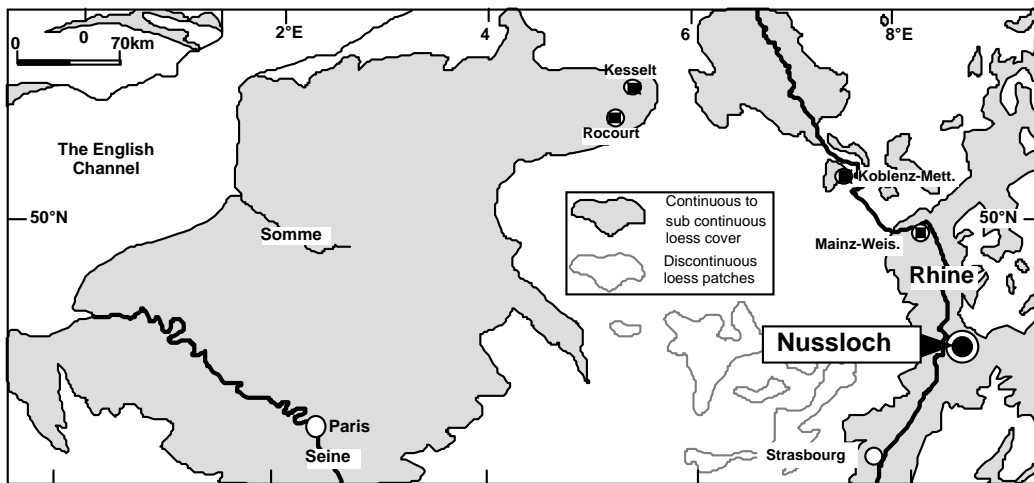 0 0 70km
2°E 4 6 8°E
Kesselt
Rocourt
The English
Channel
Koblenz-Mett.
Continuous to
sub continuous
loess cover
50°N 50°N
Somme
Mainz-Weis.
Discontinuous
loess patches
Rhine
Nussloch
Paris
Seine
Strasbourg